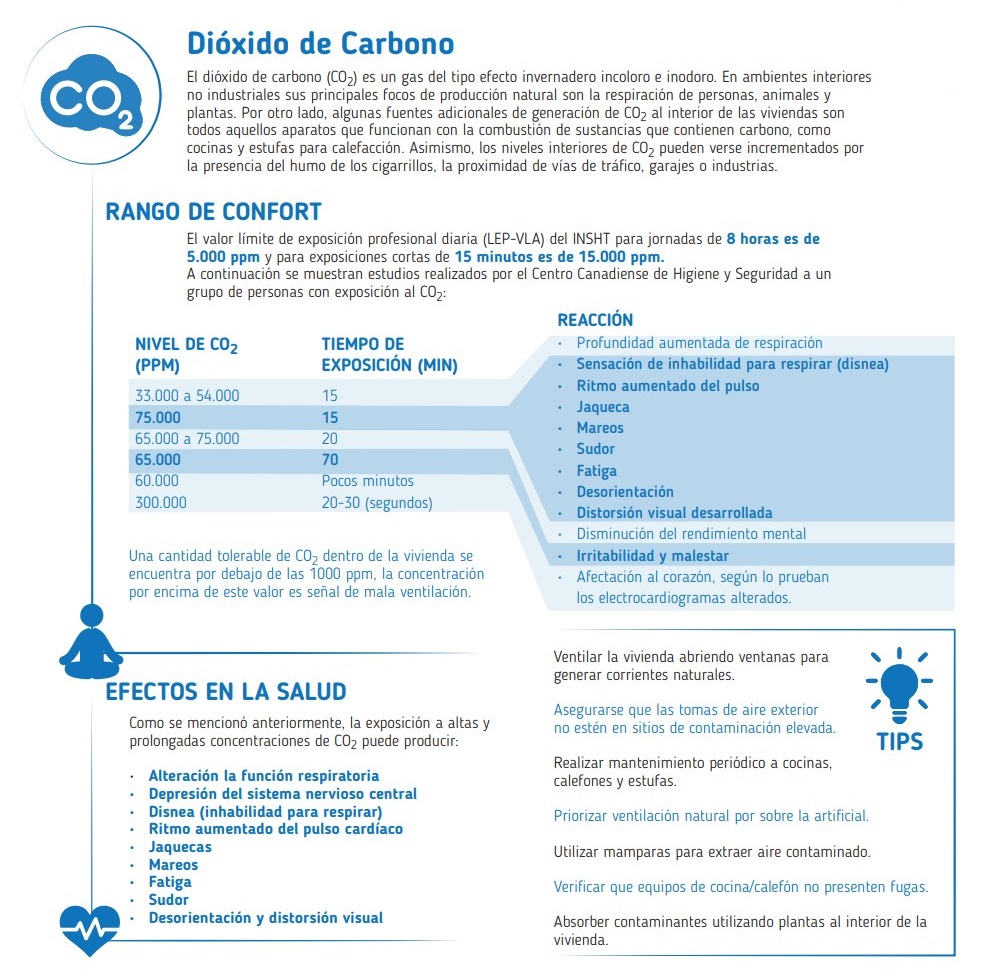 CO2
Dióxido de Carbono
El dióxido de carbono (CO2) es un gas del tipo efecto invernadero incoloro e inodoro. En ambientes interiores
no industriales sus principales focos de producción natural son la respiración de personas, animales y
plantas. Por otro lado, algunas fuentes adicionales de generación de CO2 al interior de las viviendas son
todos aquellos aparatos que funcionan con la combustión de sustancias que contienen carbono, como
cocinas y estufas para calefacción. Asimismo, los niveles interiores de CO2 pueden verse incrementados por
la presencia del humo de los cigarrillos, la proximidad de vías de tráfico, garajes o industrias.
RANGO DE CONFORT
El valor límite de exposición profesional diaria (LEP-VLA) del INSHT para jornadas de 8 horas es de
5.000 ppm y para exposiciones cortas de 15 minutos es de 15.000 ppm.
A continuación se muestran estudios realizados por el Centro Canadiense de Higiene y Seguridad a un
grupo de personas con exposición al CO2:
NIVEL DE CO2
(PPM)
TIEMPO DE
EXPOSICIÓN (MIN)
33.000 a 54.000 15
75.000 15
65.000 a 75.000 20
65.000 70
60.000 Pocos minutos
300.000 20-30 (segundos)
REACCIÓN
· Profundidad aumentada de respiración
· Sensación de inhabilidad para respirar (disnea)
· Ritmo aumentado del pulso
· Jaqueca
· Mareos
· Sudor
· Fatiga
· Desorientación
· Distorsión visual desarrollada
· Disminución del rendimiento mental
· Irritabilidad y malestar
· Afectación al corazón, según lo prueban
los electrocardiogramas alterados.
Una cantidad tolerable de CO2 dentro de la vivienda se
encuentra por debajo de las 1000 ppm, la concentración
por encima de este valor es señal de mala ventilación.
EFECTOS EN LA SALUD
Como se mencionó anteriormente, la exposición a altas y
prolongadas concentraciones de CO2 puede producir:
· Alteración la función respiratoria
· Depresión del sistema nervioso central
· Disnea (inhabilidad para respirar)
· Ritmo aumentado del pulso cardíaco
· Jaquecas
· Mareos
· Fatiga
· Sudor
· Desorientación y distorsión visual
TIPS
Ventilar la vivienda abriendo ventanas para
generar corrientes naturales.
Asegurarse que las tomas de aire exterior
no estén en sitios de contaminación elevada.
Realizar mantenimiento periódico a cocinas,
calefones y estufas.
Priorizar ventilación natural por sobre la artificial.
Utilizar mamparas para extraer aire contaminado.
Verificar que equipos de cocina/calefón no presenten fugas.
Absorber contaminantes utilizando plantas al interior de la
vivienda.